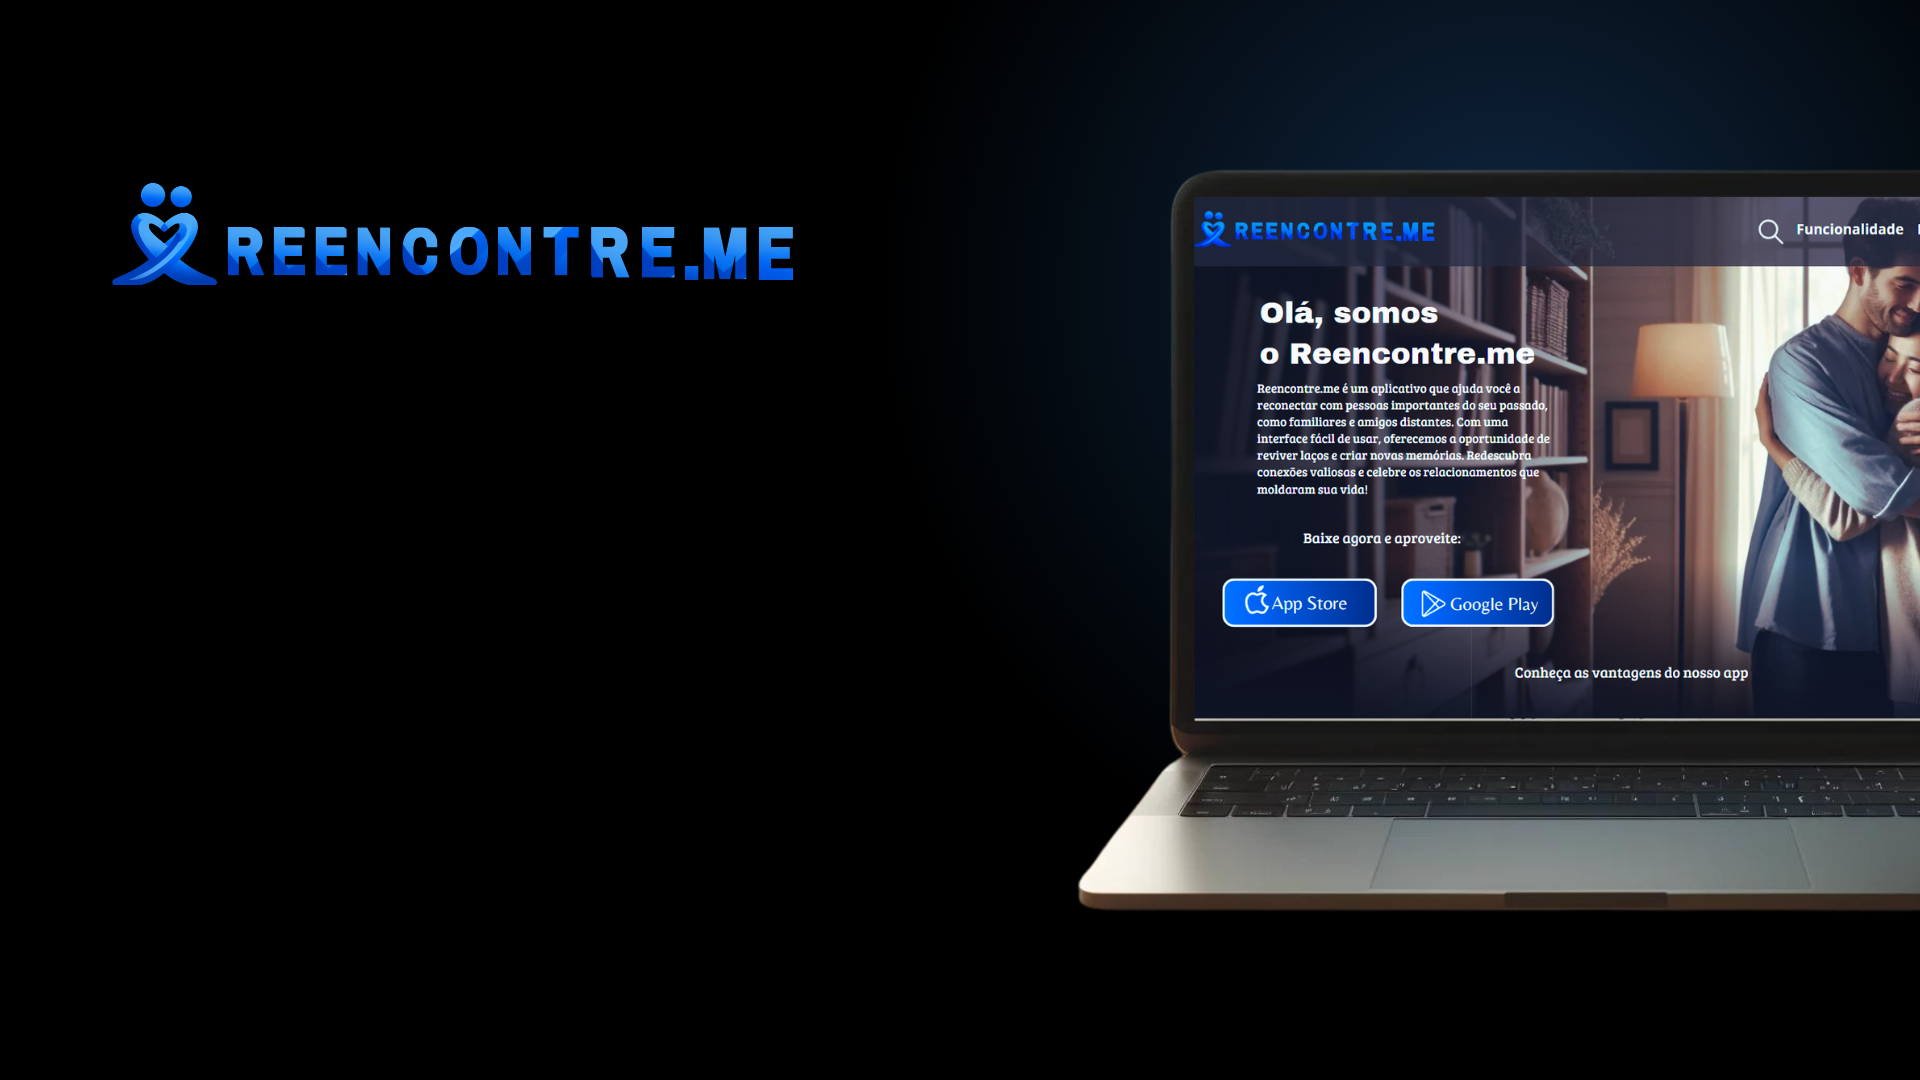 REENCONTRE.ME
REENCONTRE.ME
Funcionalidade
Olá, somos
o Reencontre.me
Reencontre.me é um aplicativo que ajuda você a
reconectar com pessoas importantes do seu passado,
como familiares e amigos distantes. Com uma
interface fácil de usar, oferecemos a oportunidade de
reviver laços e criar novas memórias. Redescubra
conexões valiosas e celebre os relacionamentos que
moldaram sua vida!
Baixe agora e aproveite:
App Store
Google Play
Conheça as vantagens do nosso app